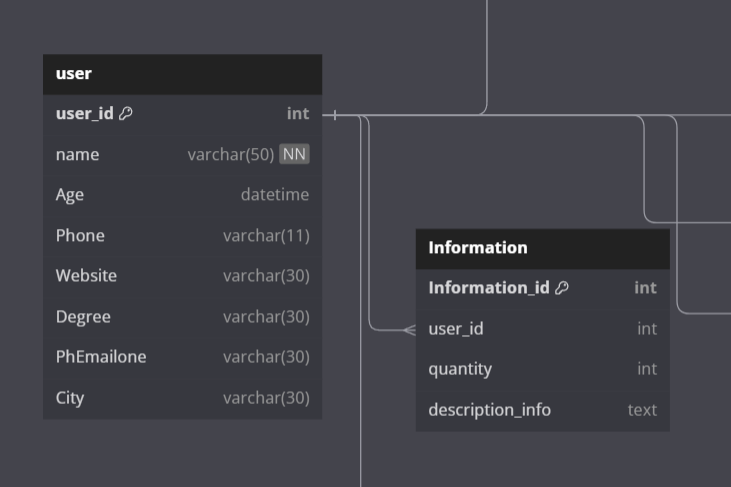 user
user_id int
name varchar(50) NN
Age datetime
Phone varchar(11)
Website varchar(30)
Degree varchar(30)
PhEmailone varchar(30)
City varchar(30)
Information
Information_id int
user_id int
quantity int
description_info text